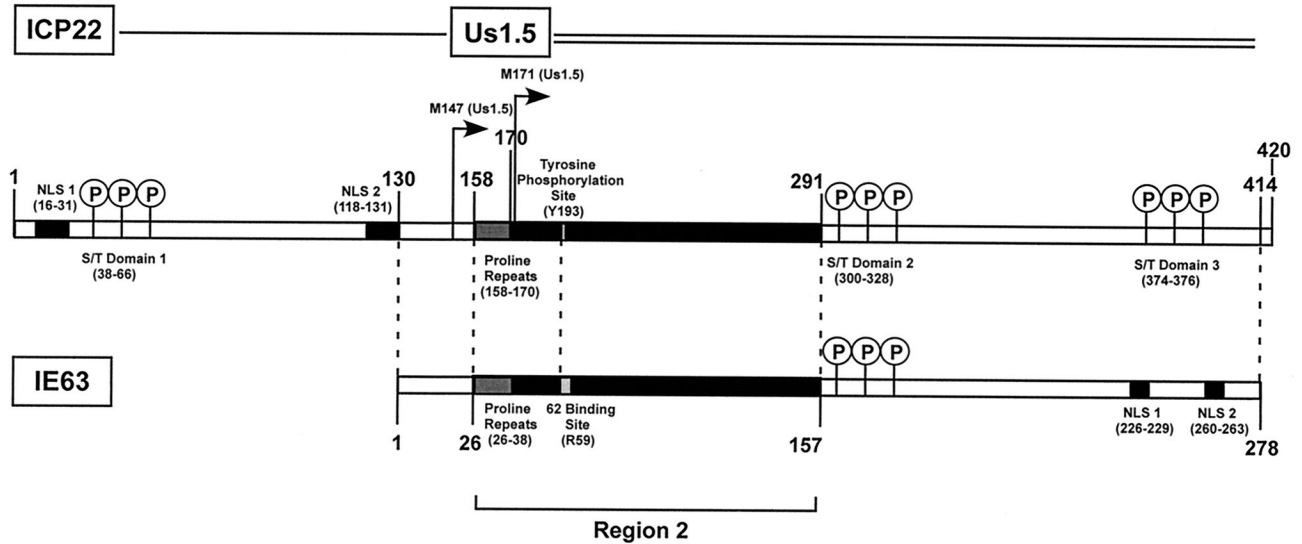 ICP22
Us1.5
M171 (Us1.5)
M147 (Us1.5)
170
1
NLS 1
(16-31)
P P P
NLS 2
(118-131)
130
158
Tyrosine
Phosphorylation
Site
(Y193)
291
P P P
P P P
420
414
S/T Domain 1
(38-66)
Proline
Repeats
(158-170)
S/T Domain 2
(300-328)
S/T Domain 3
(374-376)
IE63
P P P
1
26
Proline
Repeats
(26-38)
62 Binding
Site
(R59)
157
NLS 1
(226-229)
NLS 2
(260-263)
278
Region 2